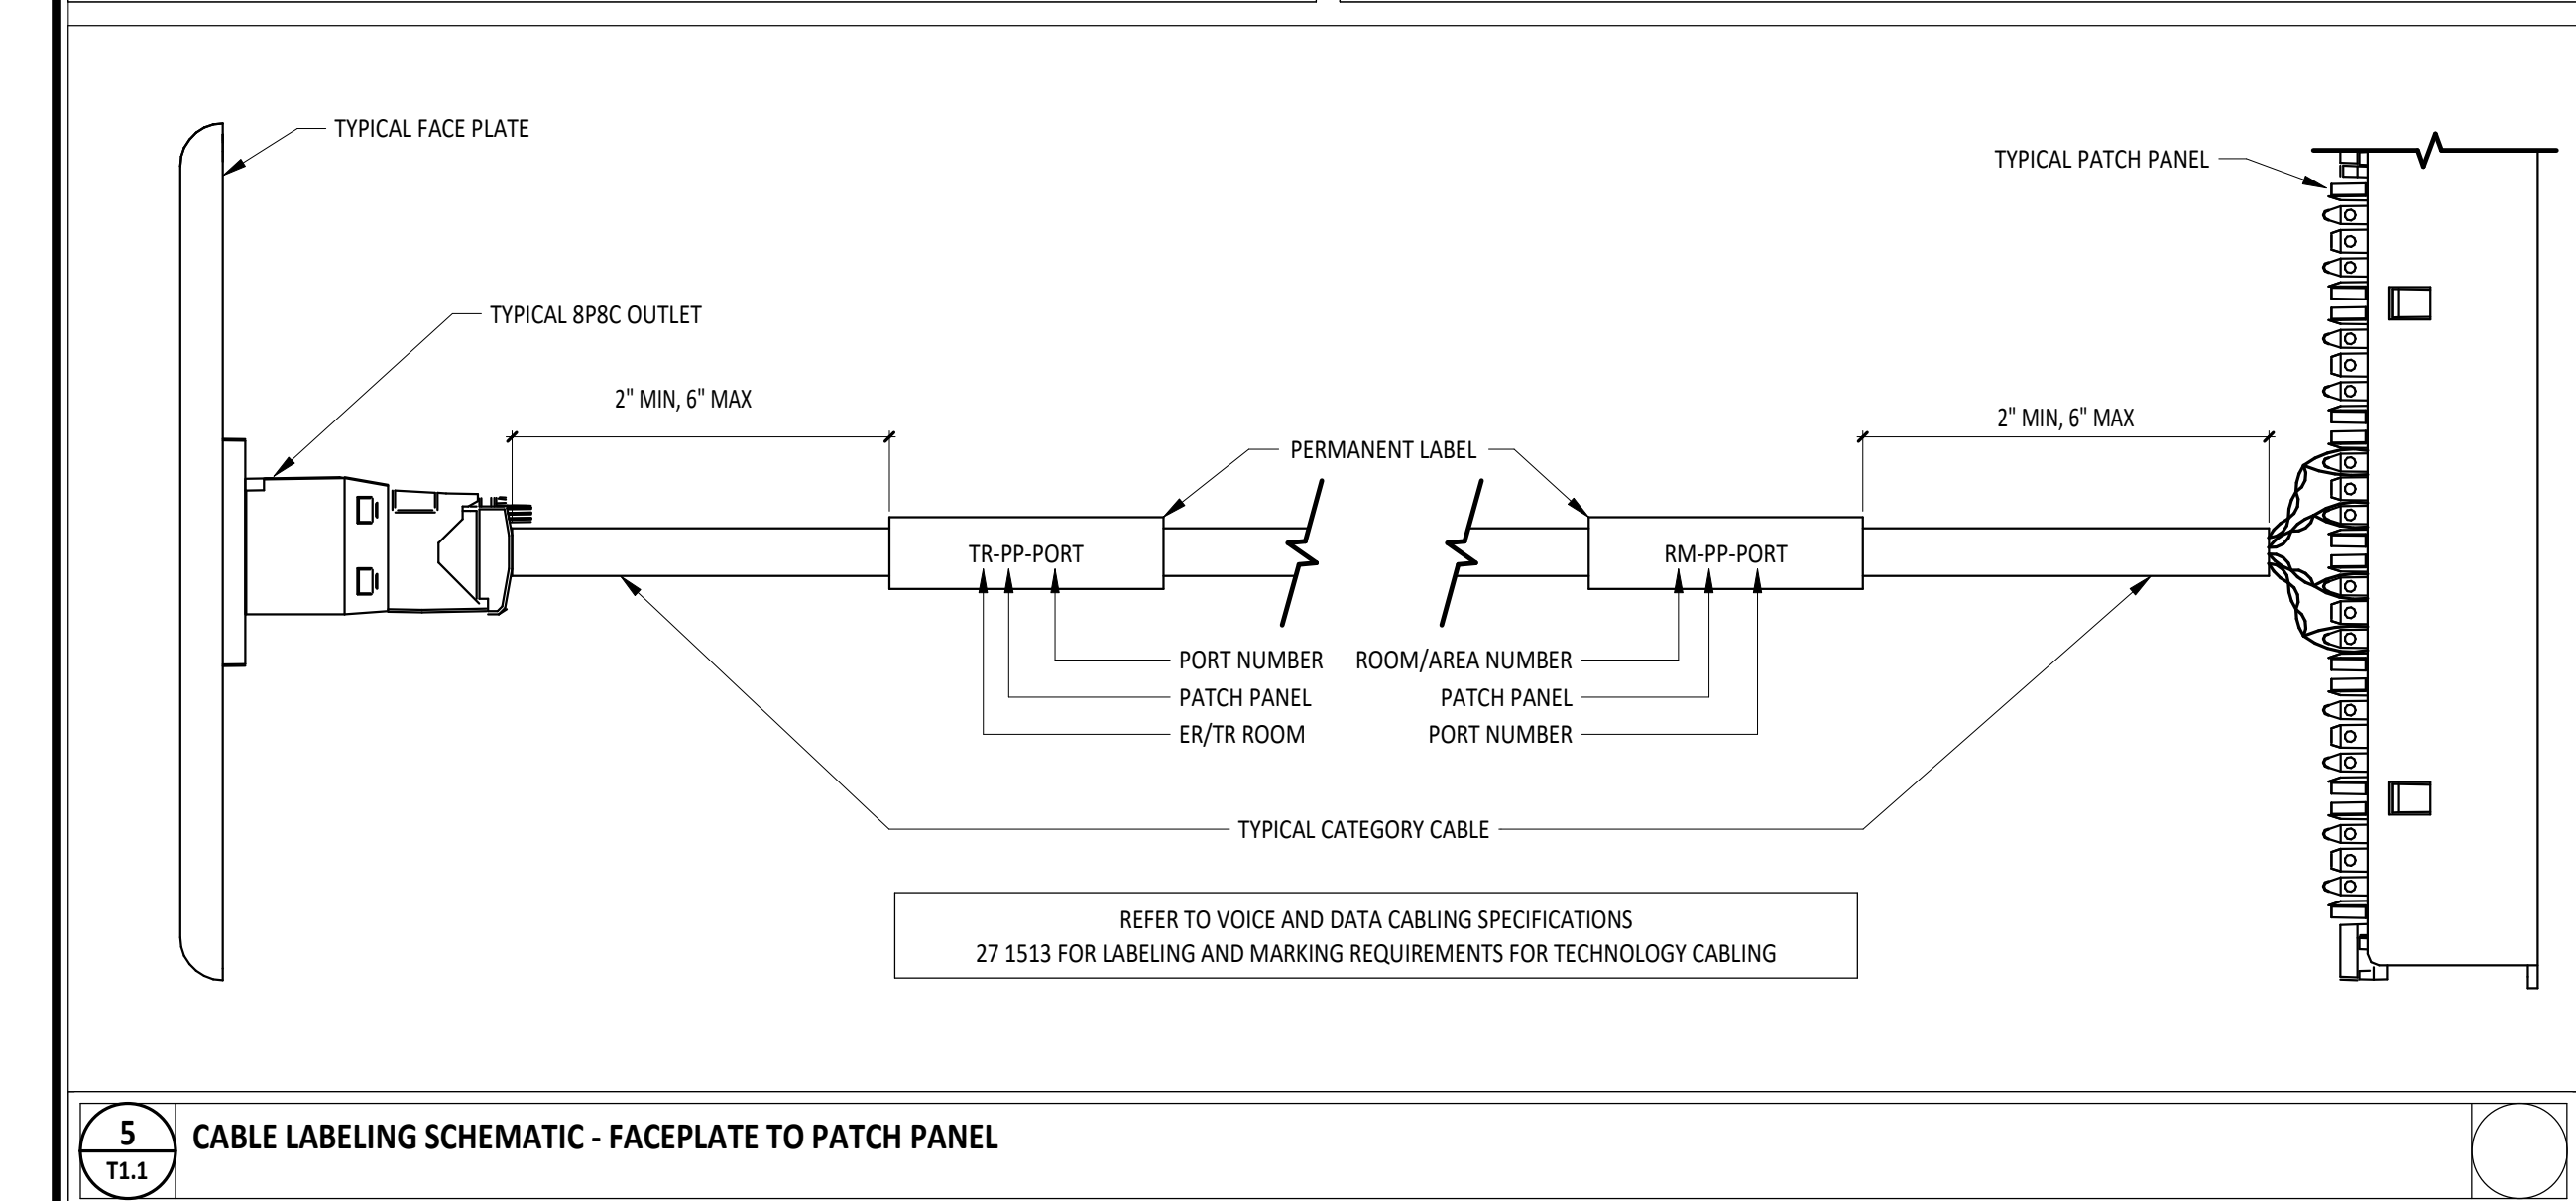 TYPICAL FACE PLATE
TYPICAL PATCH PANEL
TYPICAL 8P8C OUTLET
2" MIN, 6" MAX
2" MIN, 6" MAX
PERMANENT LABEL
TR-PP-PORT
RM-PP-PORT
PORT NUMBER
PATCH PANEL
ER/TR ROOM
ROOM/AREA NUMBER
PATCH PANEL
PORT NUMBER
TYPICAL CATEGORY CABLE
REFER TO VOICE AND DATA CABLING SPECIFICATIONS
27 1513 FOR LABELING AND MARKING REQUIREMENTS FOR TECHNOLOGY CABLING
5
T1.1
CABLE LABELING SCHEMATIC - FACEPLATE TO PATCH PANEL